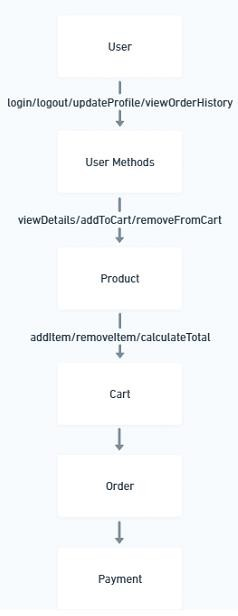 User
login/logout/updateProfile/viewOrderHistory
User Methods
viewDetails/addToCart/removeFromCart
Product
addItem/removeItem/calculateTotal
Cart
Order
Payment